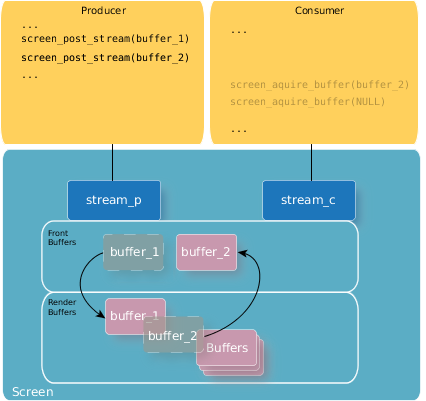 Producer
...
screen_post_stream(buffer_1)
screen_post_stream(buffer_2)
...
Consumer
...
screen_aquire_buffer(buffer_2)
screen_aquire_buffer(NULL)
...
stream_p
stream_c
Front
Buffers
buffer_1
buffer_2
Render
Buffers
buffer_1
buffer_2
Buffers
Screen